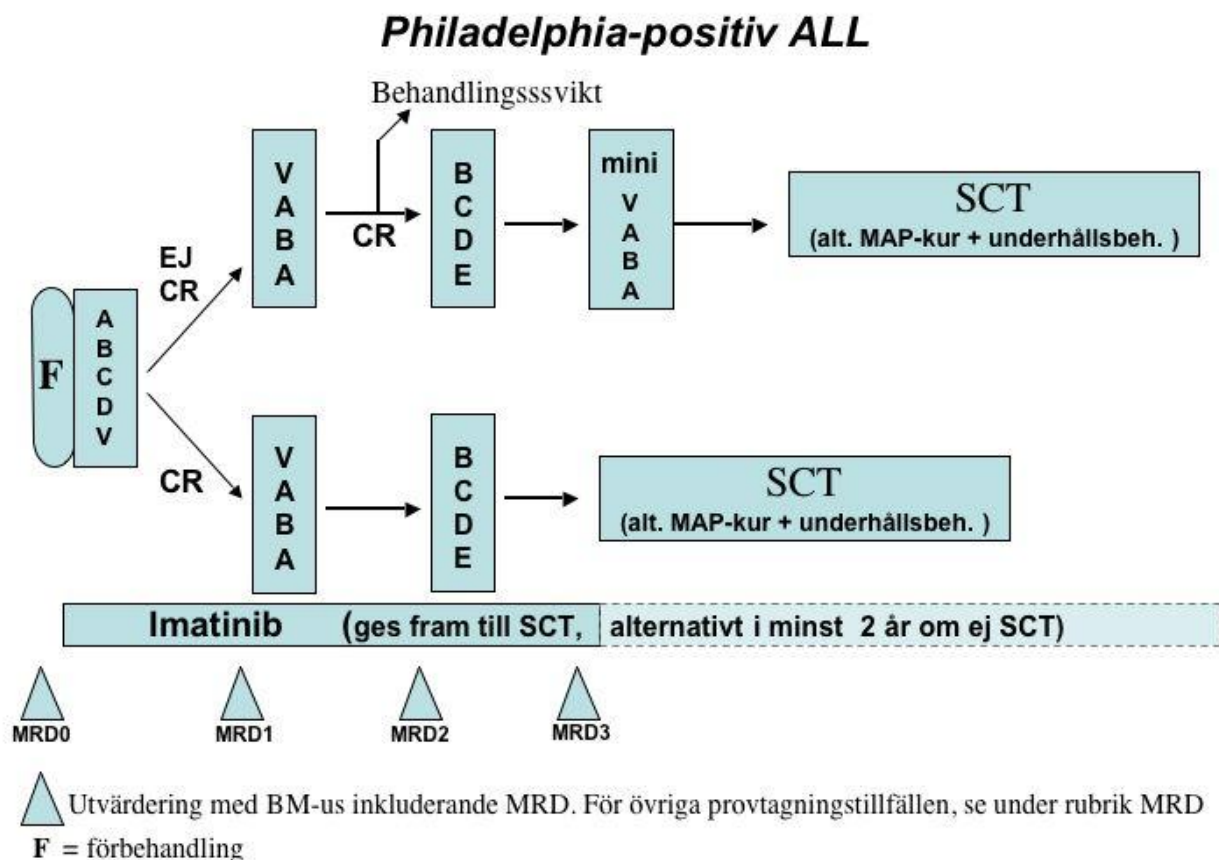 Philadelphia-positiv ALL
Behandlingsssvikt
V
A
B
A
CR
B
C
D
E
mini
V
A
B
A
SCT
(alt. MAP-kur + underhållsbeh. )
EJ
CR
F
A
B
C
D
V
CR
V
A
B
A
B
C
D
E
SCT
(alt. MAP-kur + underhållsbeh. )
Imatinib (ges fram till SCT, alternativt i minst 2 år om ej SCT)
MRD0
MRD1
MRD2
MRD3
Utvärdering med BM-us inkluderande MRD. För övriga provtagningstillfällen, se under rubrik MRD
F = förbehandling